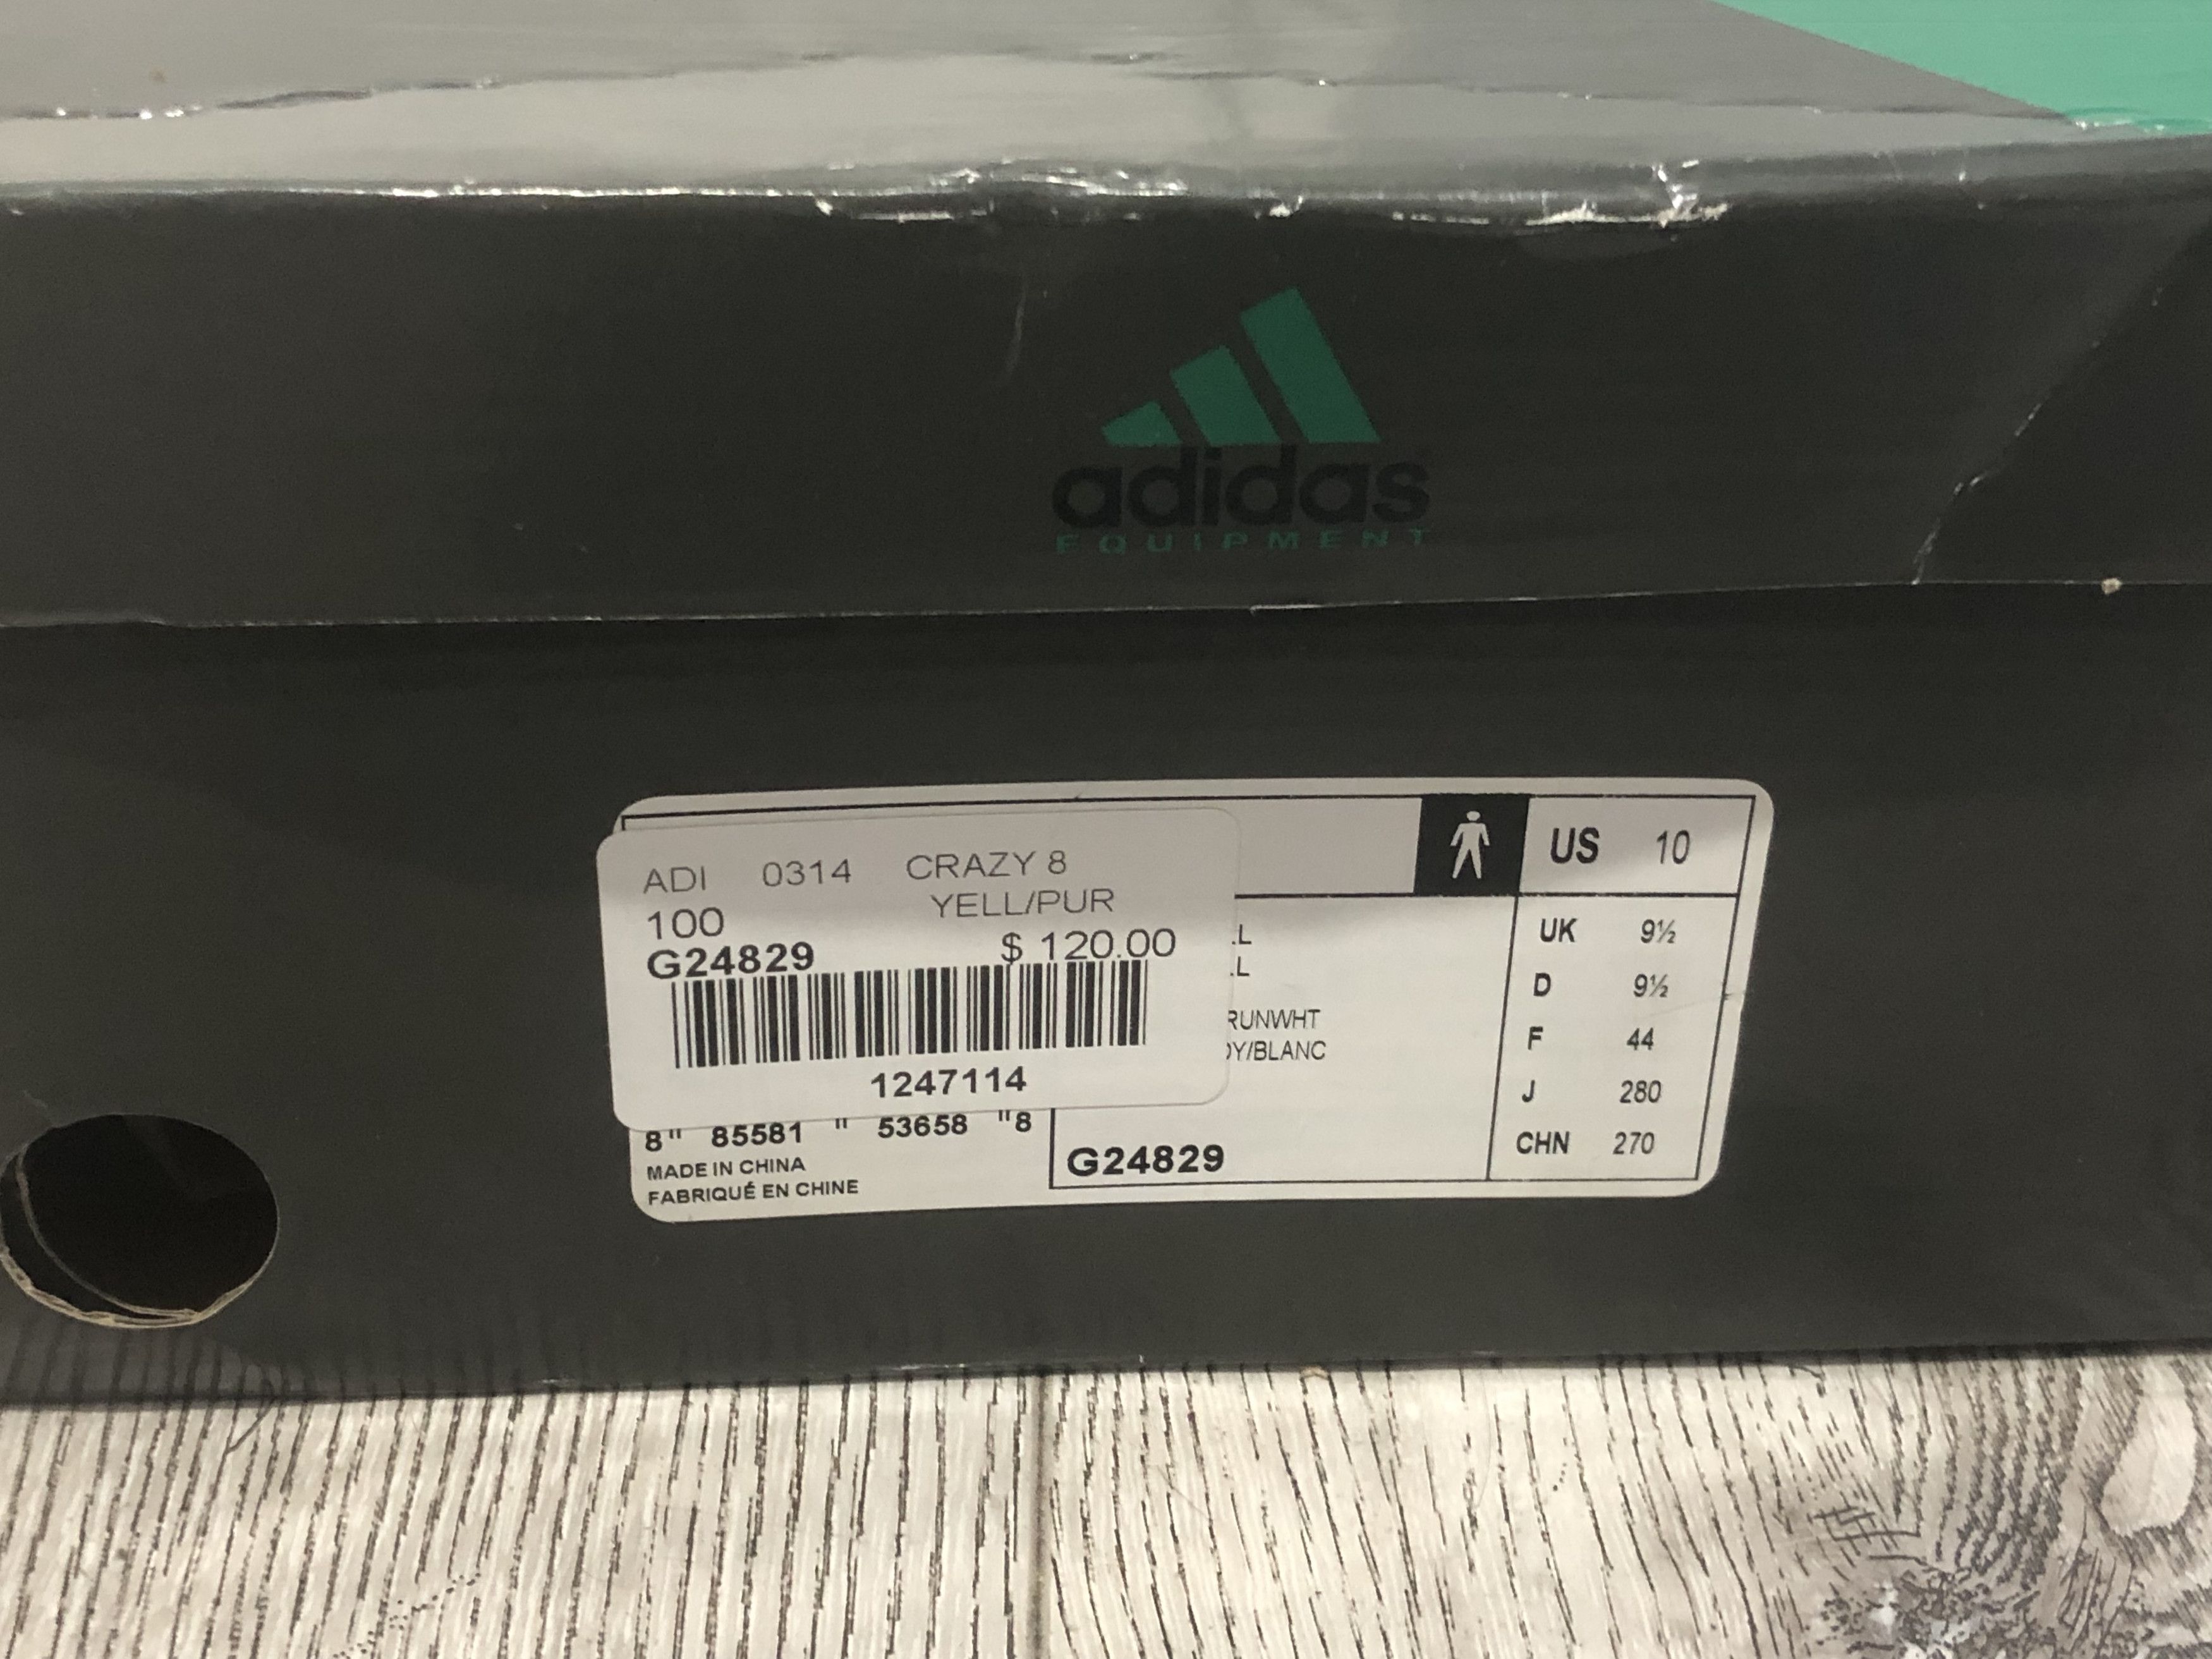 adidas
EQUIPMENT
ADI 0314 CRAZY 8
100 YELL/PUR
G24829 $ 120.00
1247114
US 10
UK 9½
D 9½
F 44
J 280
CHN 270
RUNWHT
/BLANC
8" 85581 " 53658 "8
MADE IN CHINA
FABRIQUÉ EN CHINE
G24829